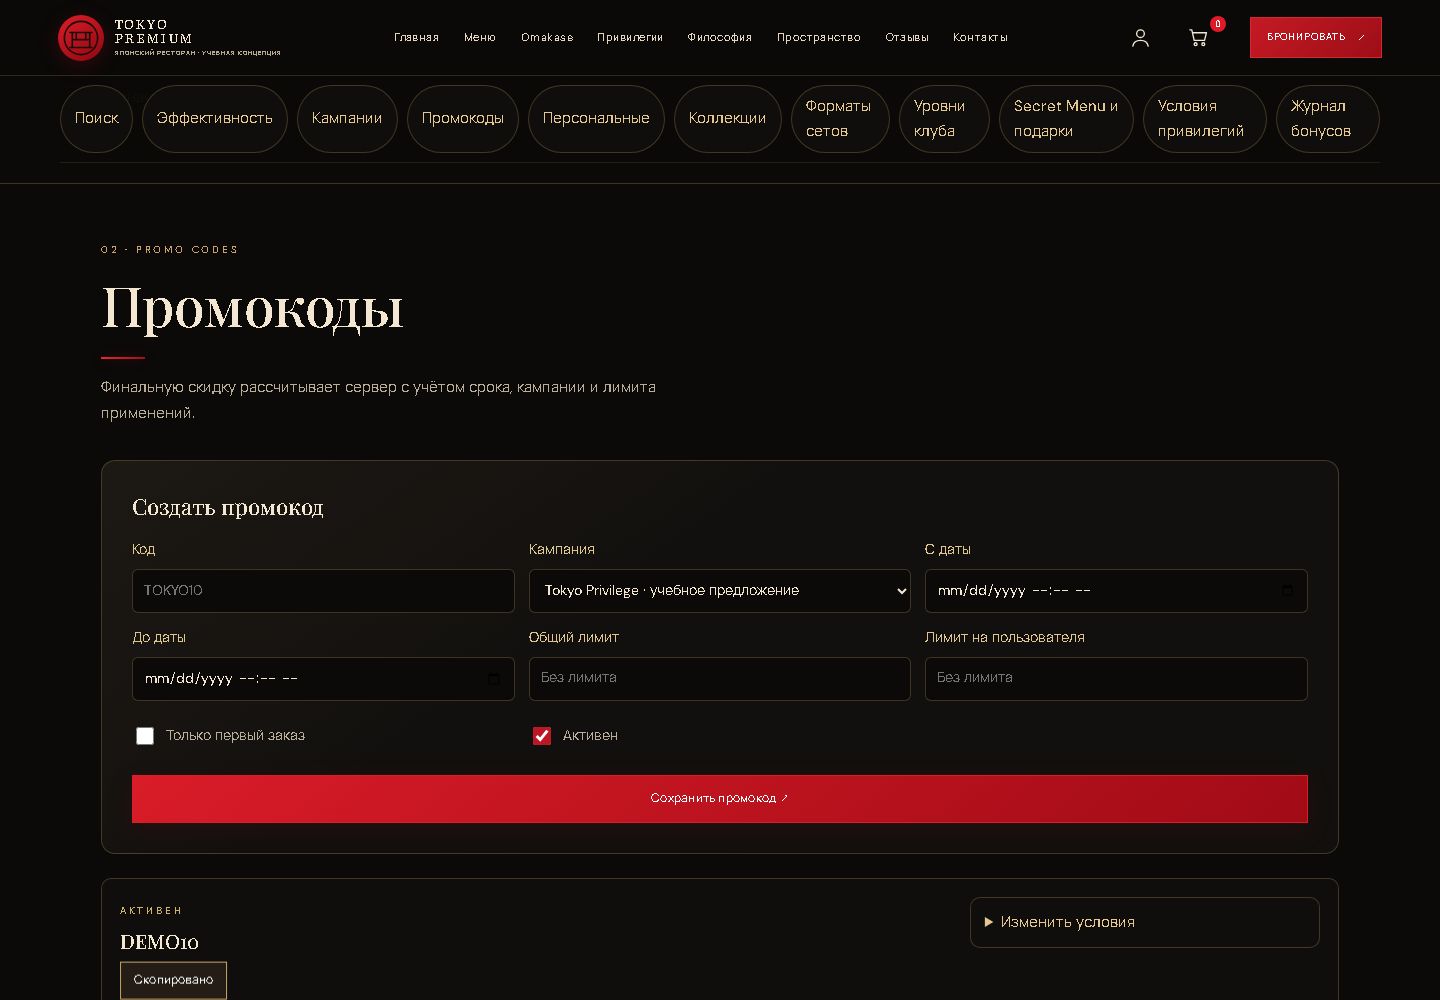 TOKYO
PREMIUM
ЯПОНСКИЙ РЕСТОРАН · УЧЕБНАЯ КОНЦЕПЦИЯ
Главная
Меню
Omakase
Привилегии
Философия
Пространство
Отзывы
Контакты
0
БРОНИРОВАТЬ ↗
Поиск
Эффективность
Кампании
Промокоды
Персональные
Коллекции
Форматы
сетов
Уровни
клуба
Secret Menu и
подарки
Условия
привилегий
Журнал
бонусов
02 · PROMO CODES
Промокоды
Финальную скидку рассчитывает сервер с учётом срока, кампании и лимита
применений.
Создать промокод
Код
Кампания
С даты
TOKYO10
Tokyo Privilege · учебное предложение
mm/dd/yyyy --:-- --
До даты
Общий лимит
Лимит на пользователя
mm/dd/yyyy --:-- --
Без лимита
Без лимита
Только первый заказ
Активен
Сохранить промокод ↗
АКТИВЕН
▶ Изменить условия
DEMO10
Скопировано